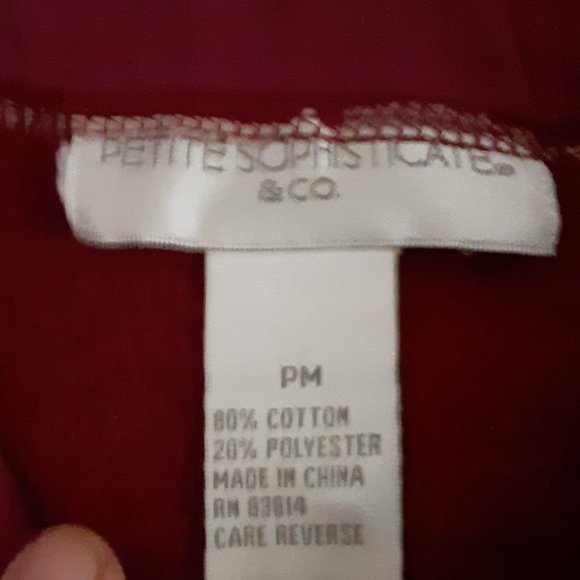 PETITE SOPHISTICATE
& CO.
PM
80% COTTON
20% POLYESTER
MADE IN CHINA
RN 83814
CARE REVERSE